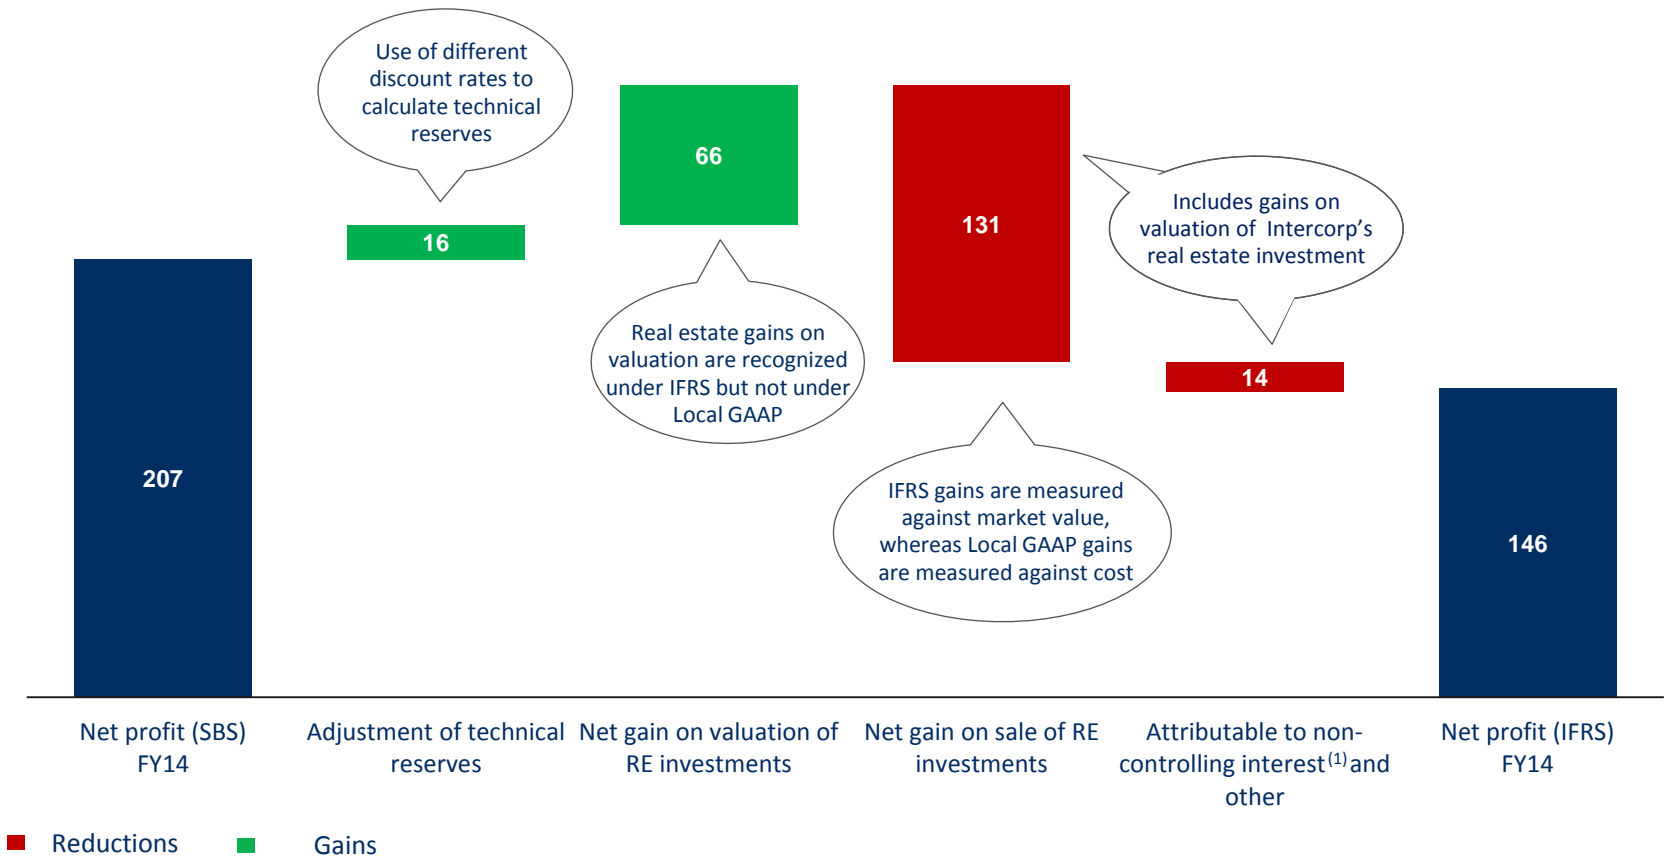 Use of different
discount rates to
calculate technical
reserves
66
16
131
Includes gains on
valuation of Intercorp's
real estate investment
Real estate gains on
valuation are recognized
under IFRS but not under
Local GAAP
14
207
IFRS gains are measured
against market value,
whereas Local GAAP gains
are measured against cost
146
Net profit (SBS)
FY14
Adjustment of technical
reserves
Net gain on valuation of
RE investments
Net gain on sale of RE
investments
Attributable to non-
controlling interest(1) and
other
Net profit (IFRS)
FY14
Reductions
Gains